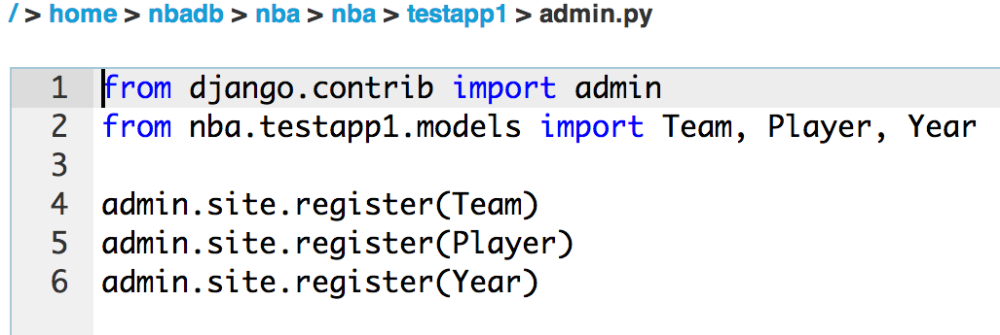 / > home > nbadb > nba > nba > testapp1 > admin.py
1 from django.contrib import admin
2 from nba.testapp1.models import Team, Player, Year
3
4 admin.site.register(Team)
5 admin.site.register(Player)
6 admin.site.register(Year)